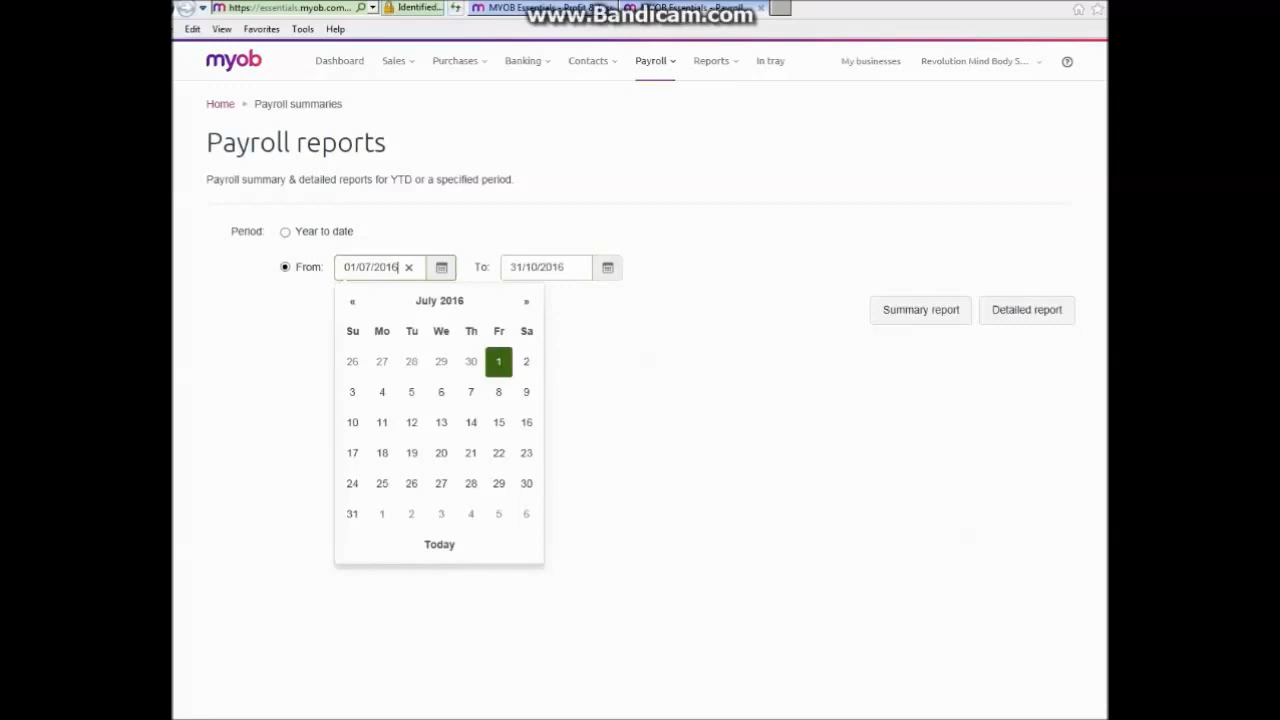 https://essentials.myob.com... Identified... MYOB Essentials - Profit &
www.Bandicam.com
Edit View Favorites Tools Help
myob Dashboard Sales Purchases Banking Contacts Payroll Reports In tray My businesses Revolution Mind Body S...
Home Payroll summaries
Payroll reports
Payroll summary & detailed reports for YTD or a specified period.
Period: Year to date
From: 01/07/2016 To: 31/10/2016
« July 2016 »
Summary report Detailed report
Su Mo Tu We Th Fr Sa
26 27 28 29 30 1 2
3 4 5 6 7 8 9
10 11 12 13 14 15 16
17 18 19 20 21 22 23
24 25 26 27 28 29 30
31 1 2 3 4 5 6
Today